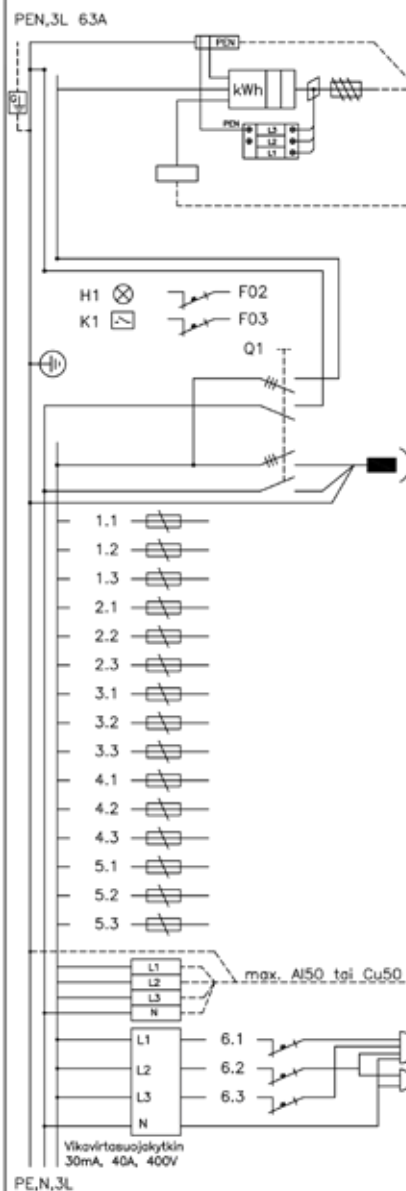 PEN,3L 63A
PEN
kWh
PEN
L3
L2
L1
H1
F02
K1
F03
Q1
1.1
1.2
1.3
2.1
2.2
2.3
3.1
3.2
3.3
4.1
4.2
4.3
5.1
5.2
5.3
L1
L2
L3
N
max. Al50 tai Cu50
L1 6.1
L2 6.2
L3 6.3
N
Vikavirtasuojakytkin
30mA, 40A, 400V
PE,N,3L